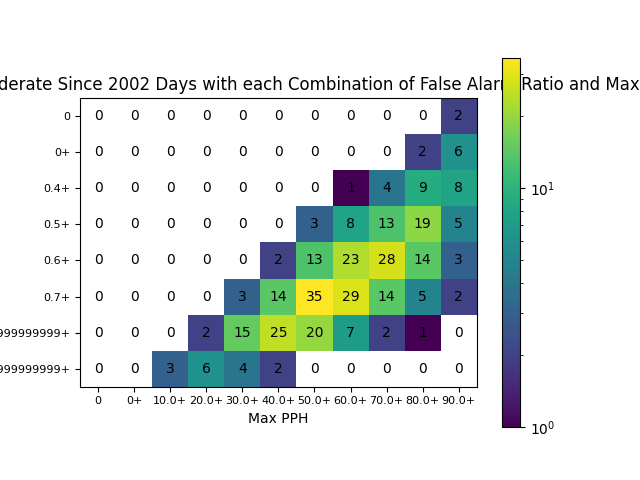 derate Since 2002 Days with each Combination of False Alarm Ratio and Max
0 0 0 0 0 0 0 0 0 0 0 2
0+ 0 0 0 0 0 0 0 0 0 2 6
0.4+ 0 0 0 0 0 0 0 1 4 9 8
0.5+ 0 0 0 0 0 0 3 8 13 19 5
0.6+ 0 0 0 0 0 2 13 23 28 14 3
0.7+ 0 0 0 0 3 14 35 29 14 5 2
999999999+ 0 0 0 2 15 25 20 7 2 1 0
999999999+ 0 0 3 6 4 2 0 0 0 0 0
0 0+ 10.0+ 20.0+ 30.0+ 40.0+ 50.0+ 60.0+ 70.0+ 80.0+ 90.0+
Max PPH
10^1
10^0